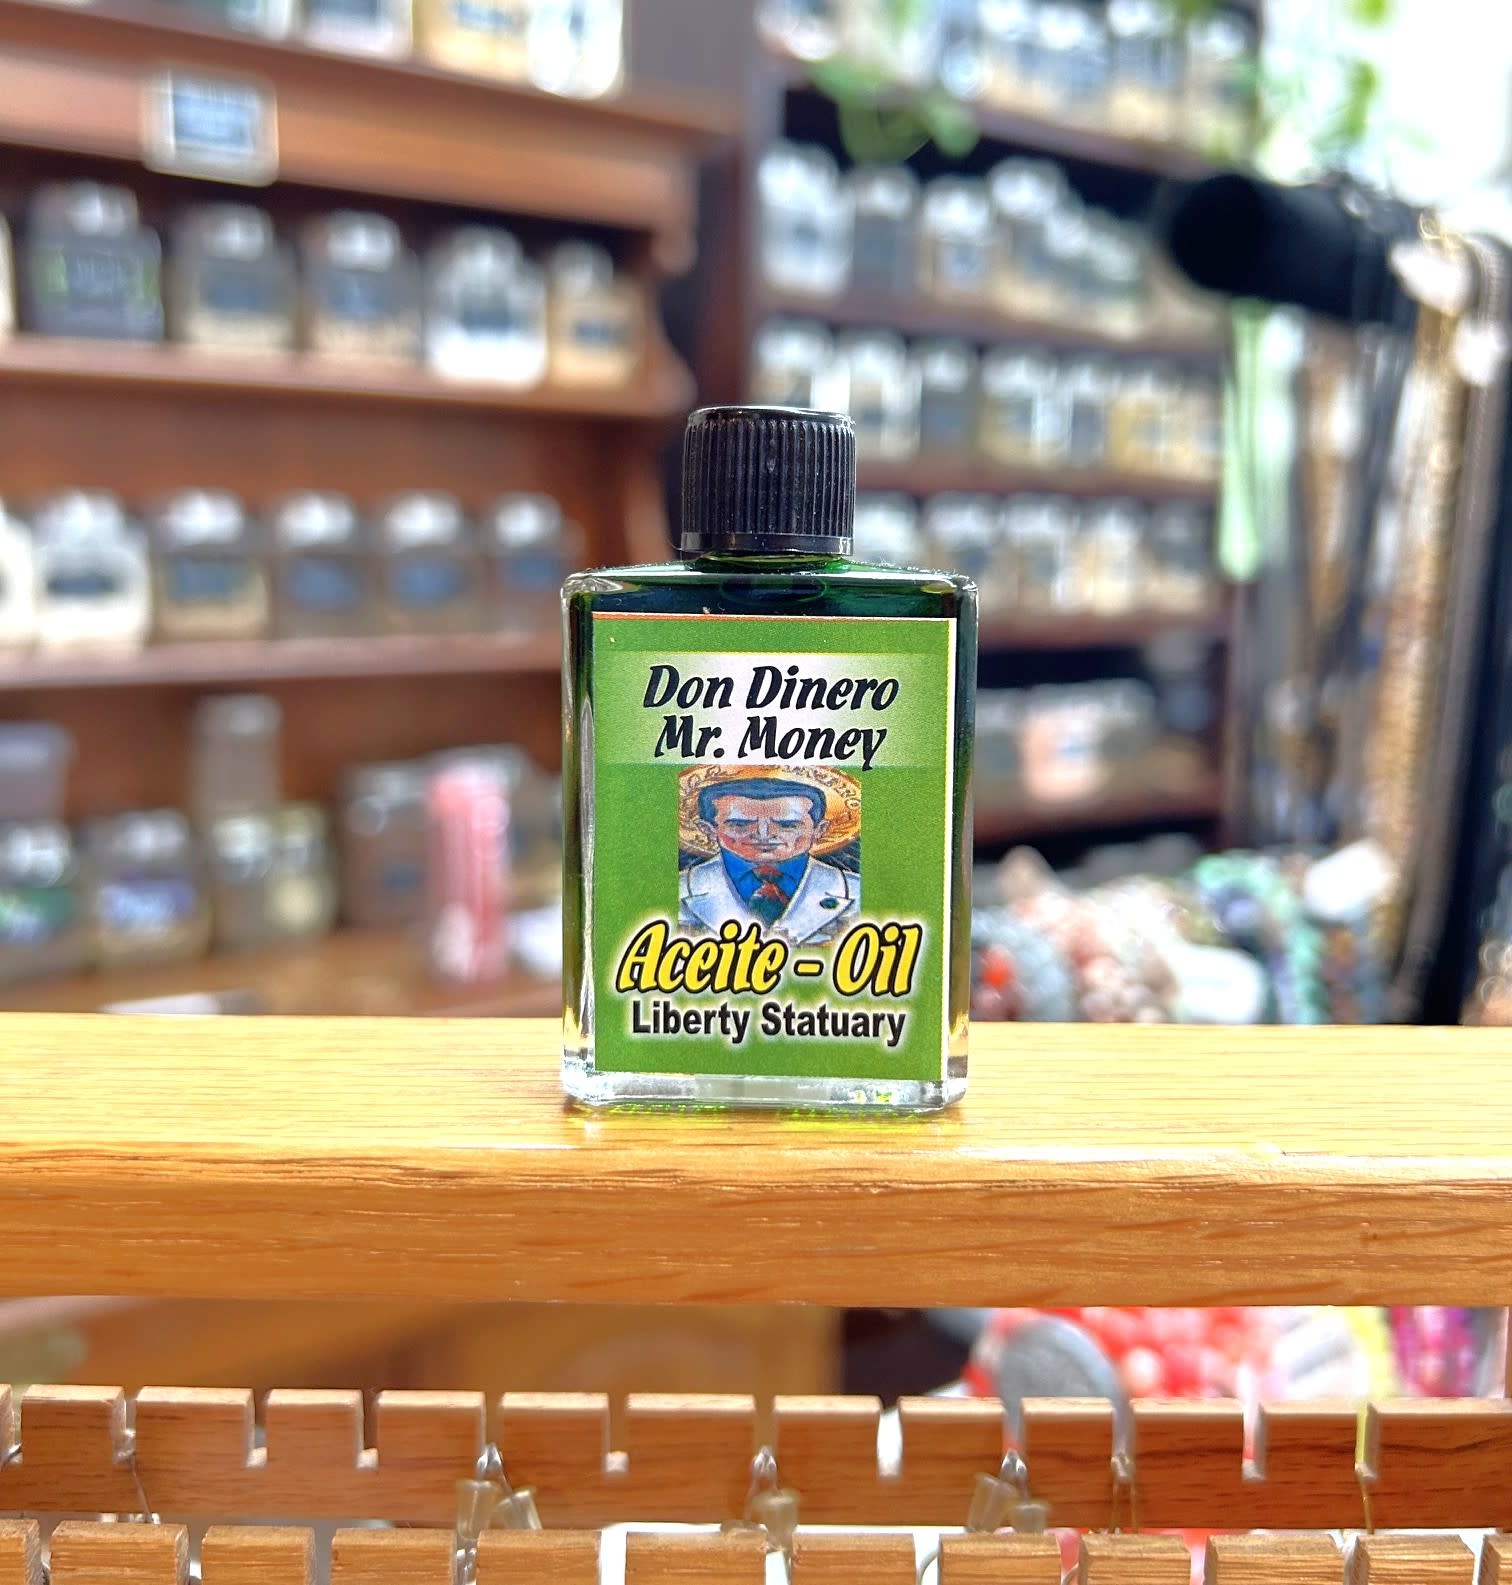 Don Dinero
Mr. Money
Aceite - Oil
Liberty Statuary